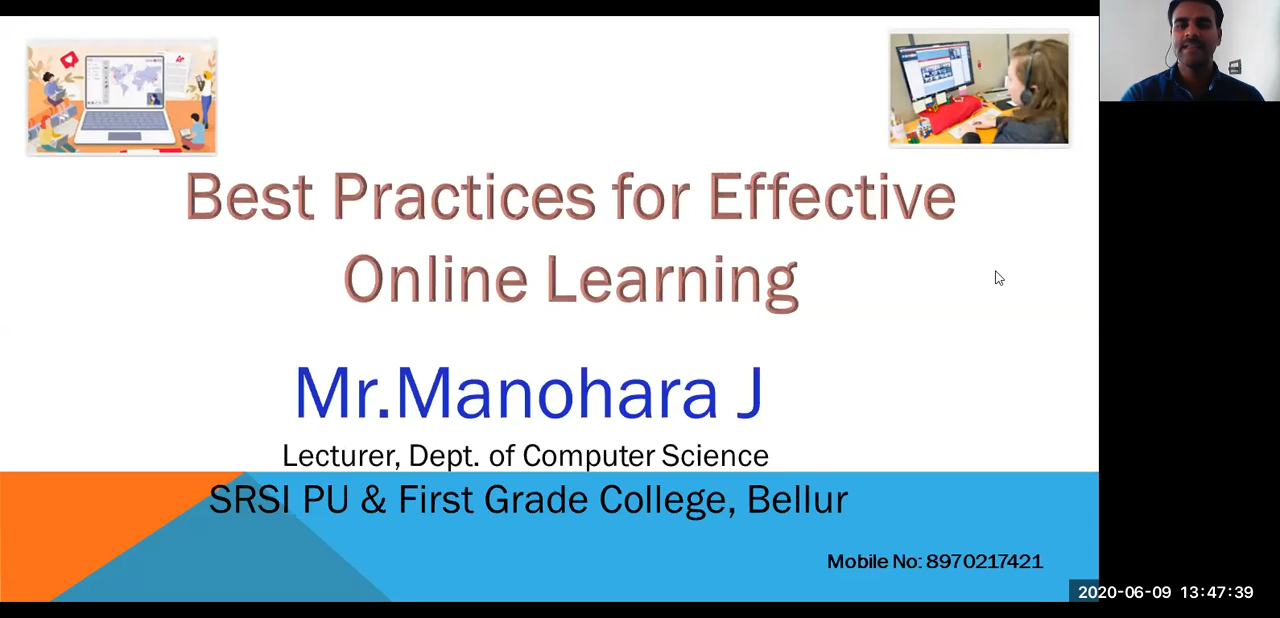 Best Practices for Effective
Online Learning
Mr.Manohara J
Lecturer, Dept. of Computer Science
SRSI PU & First Grade College, Bellur
Mobile No: 8970217421
2020-06-09 13:47:39